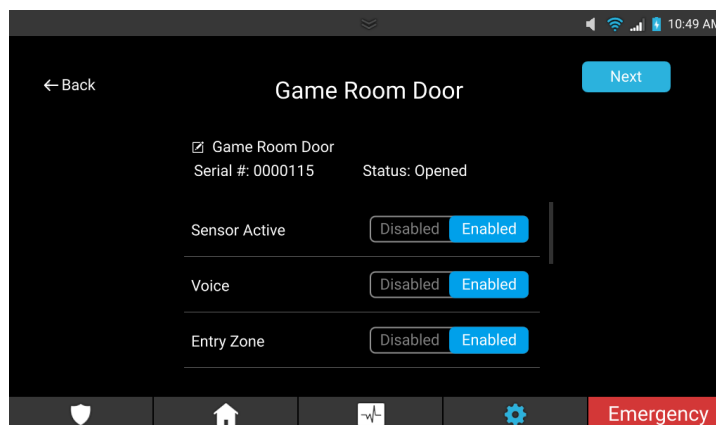 10:49 AM
← Back
Game Room Door
Next
Game Room Door
Serial #: 0000115 Status: Opened
Sensor Active Disabled Enabled
Voice Disabled Enabled
Entry Zone Disabled Enabled
Emergency